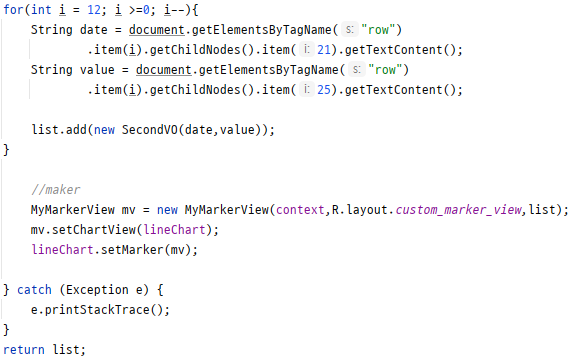 for(int i = 12; i >=0; i--){
String date = document.getElementsByTagName( s: "row")
.item(i).getChildNodes().item( i: 21).getTextContent();
String value = document.getElementsByTagName( s: "row")
.item(i).getChildNodes().item( i: 25).getTextContent();
list.add(new SecondVO(date,value));
}
//maker
MyMarkerView mv = new MyMarkerView(context,R.layout.custom_marker_view,list);
mv.setChartView(lineChart);
lineChart.setMarker(mv);
} catch (Exception e) {
e.printStackTrace();
}
return list;